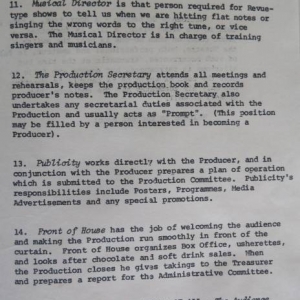 11. Musical Director is that person required for Revue-
type shows to tell us when we are hitting flat notes or
singing the wrong words to the right tune, or vice
versa. The Musical Director is in charge of training
singers and musicians.
12. The Production Secretary attends all meetings and
rehearsals, keeps the production book and records
producer's notes. The Production Secretary also
undertakes any secretarial duties associated with the
Production and usually acts as "Prompt". (This position
may be filled by a person interested in becoming a
Producer).
13. Publicity works directly with the Producer, and in
conjunction with the Producer prepares a plan of operation
which is submitted to the Production Committee. Publicity's
responsibilities include Posters, Programmes, Media
Advertisements and any special promotions.
14. Front of House has the job of welcoming the audience
and making the Production run smoothly in front of the
curtain. Front of House organises Box Office, usherettes,
and looks after chocolate and soft drink sales. When
the Production closes he gives takings to the Treasurer
and prepares a report for the Administrative Committee.